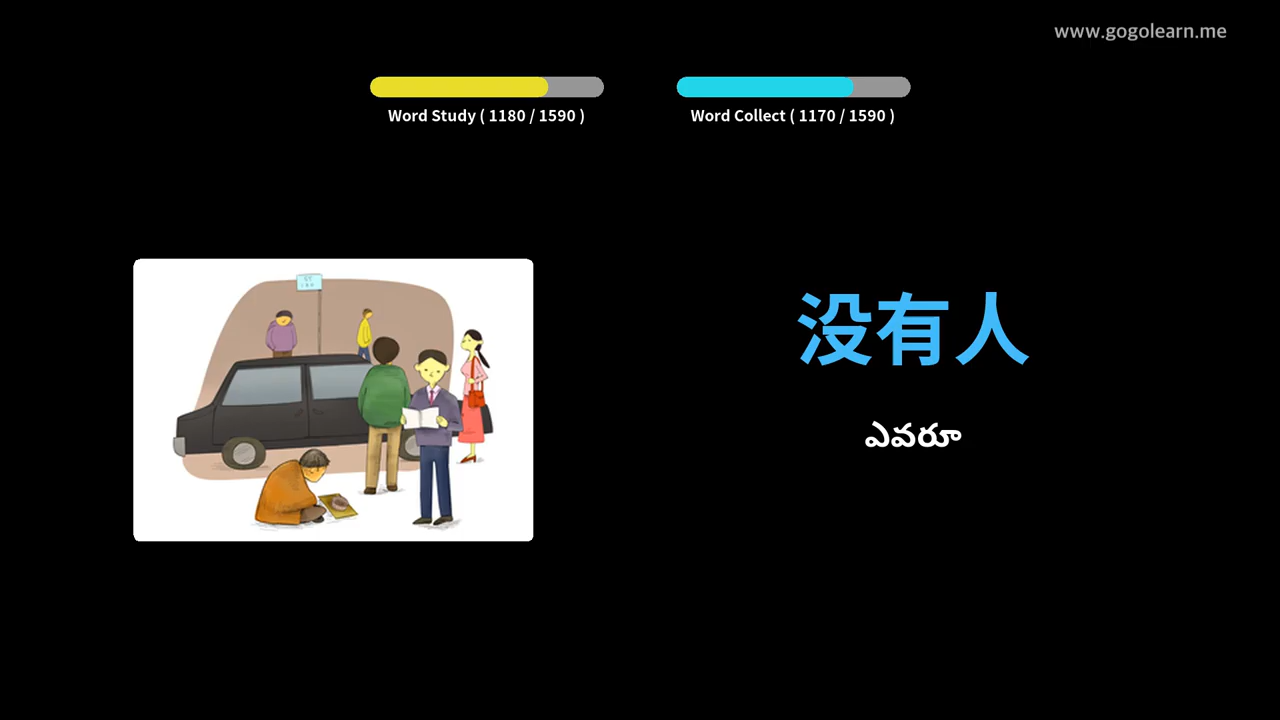 www.gogolearn.me
Word Study ( 1180 / 1590 )
Word Collect ( 1170 / 1590 )
没有人
ఎవరూ